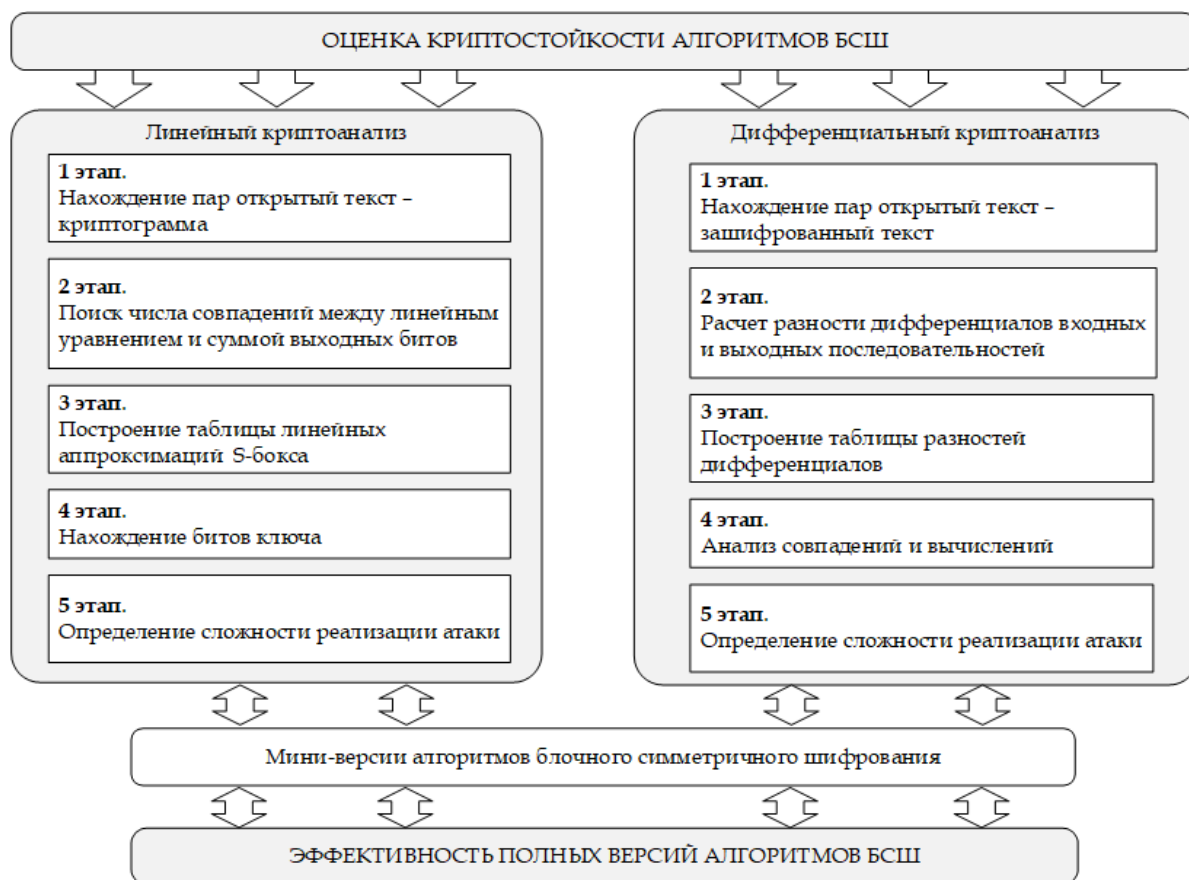 ОЦЕНКА КРИПТОСТОЙКОСТИ АЛГОРИТМОВ БСШ
Линейный криптоанализ
1 этап.
Нахождение пар открытый текст –
криптограмма
2 этап.
Поиск числа совпадений между линейным
уравнением и суммой выходных битов
3 этап.
Построение таблицы линейных
аппроксимаций S-бокса
4 этап.
Нахождение битов ключа
5 этап.
Определение сложности реализации атаки
Дифференциальный криптоанализ
1 этап.
Нахождение пар открытый текст –
зашифрованный текст
2 этап.
Расчет разности дифференциалов входных
и выходных последовательностей
3 этап.
Построение таблицы разностей
дифференциалов
4 этап.
Анализ совпадений и вычислений
5 этап.
Определение сложности реализации атаки
Мини-версии алгоритмов блочного симметричного шифрования
ЭФФЕКТИВНОСТЬ ПОЛНЫХ ВЕРСИЙ АЛГОРИТМОВ БСШ